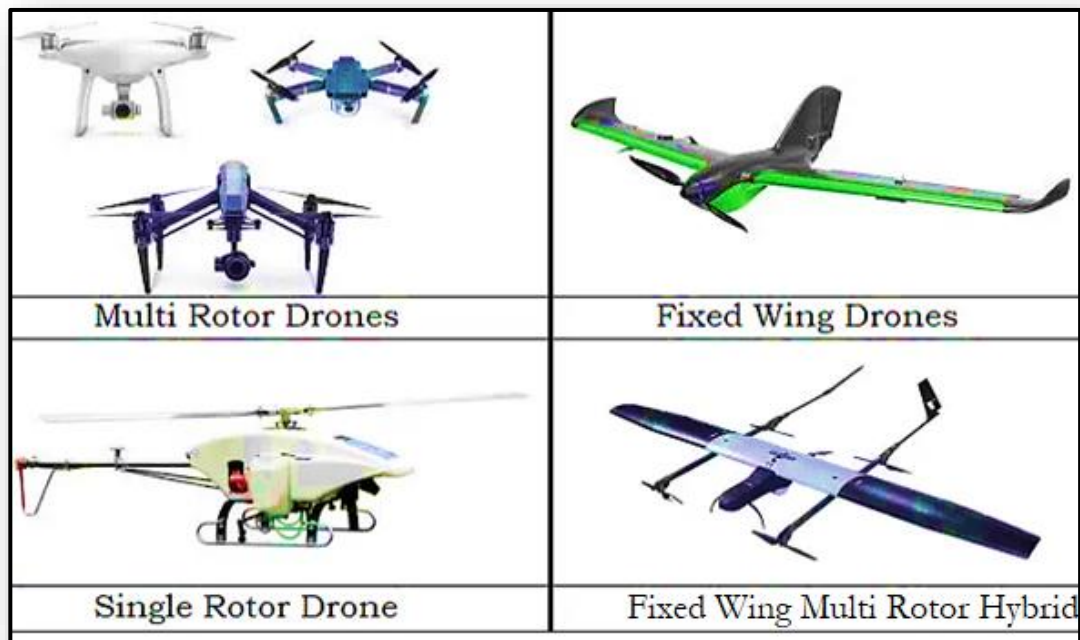 Multi Rotor Drones
Fixed Wing Drones
Single Rotor Drone
Fixed Wing Multi Rotor Hybrid